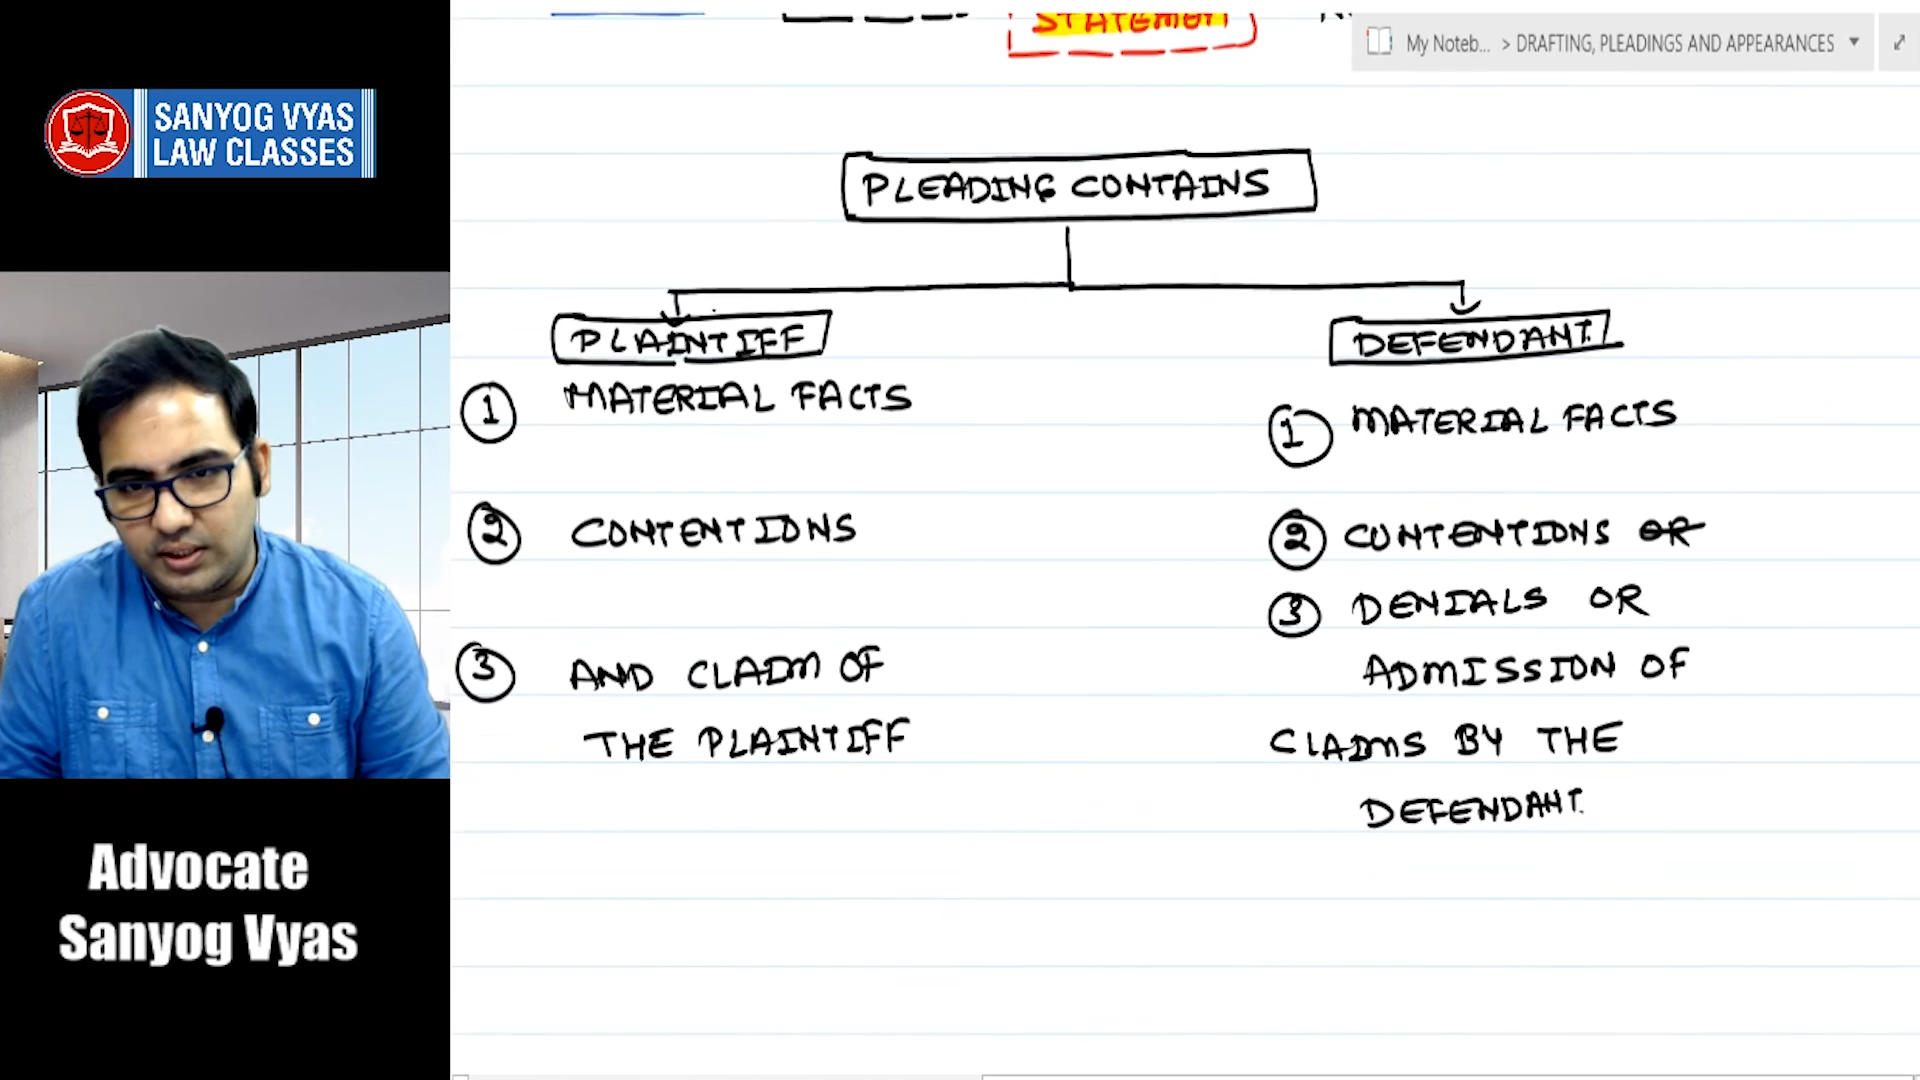 STATEMENT
My Noteb... > DRAFTING, PLEADINGS AND APPEARANCES
SANYOG VYAS
LAW CLASSES
PLEADING CONTAINS
PLAINTIFF
1 MATERIAL FACTS
2 CONTENTIONS
3 AND CLAIM OF
THE PLAINTIFF
DEFENDANT
1 MATERIAL FACTS
2 CONTENTIONS OR
3 DENIALS OR
ADMISSION OF
CLAIMS BY THE
DEFENDANT.
Advocate
Sanyog Vyas